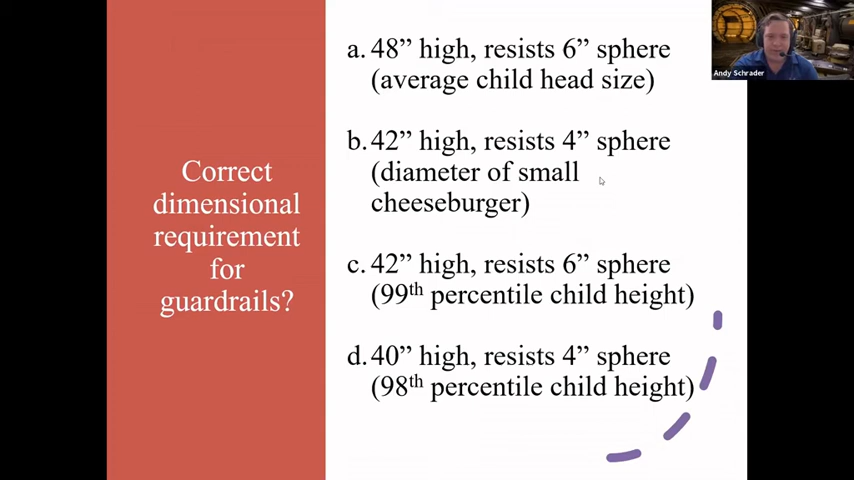 Correct
dimensional
requirement
for
guardrails?
a. 48” high, resists 6” sphere
(average child head size)
b. 42” high, resists 4” sphere
(diameter of small
cheeseburger)
c. 42” high, resists 6” sphere
(99th percentile child height)
d. 40” high, resists 4” sphere
(98th percentile child height)
Andy Schrader